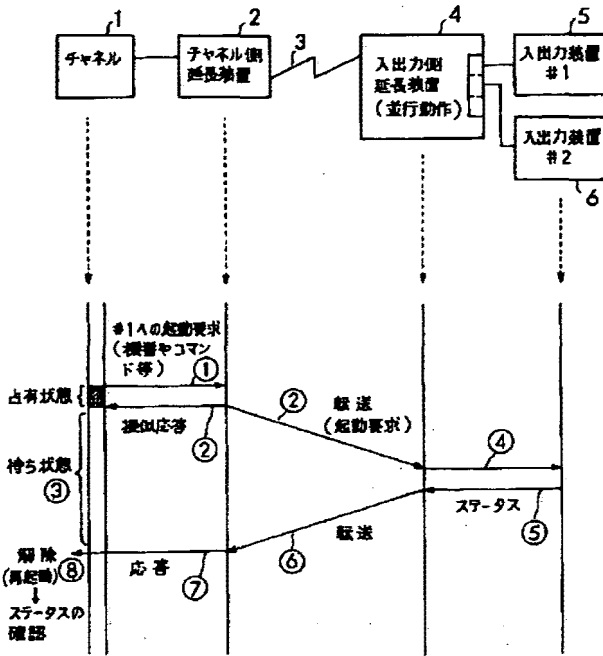 1
2
3
4
5
チャネル
チャネル側
延長装置
入出力側
延長装置
(並行動作)
入出力装置
#1
入出力装置
#2
6
#1への起動要求
(機番やコマン
ド等)
①
占有状態
擬似応答
②
②
転送
(起動要求)
④
待ち状態
③
ステータス
⑤
転送
⑥
解除
(再起動)
⑧
応答
⑦
ステータスの
確認